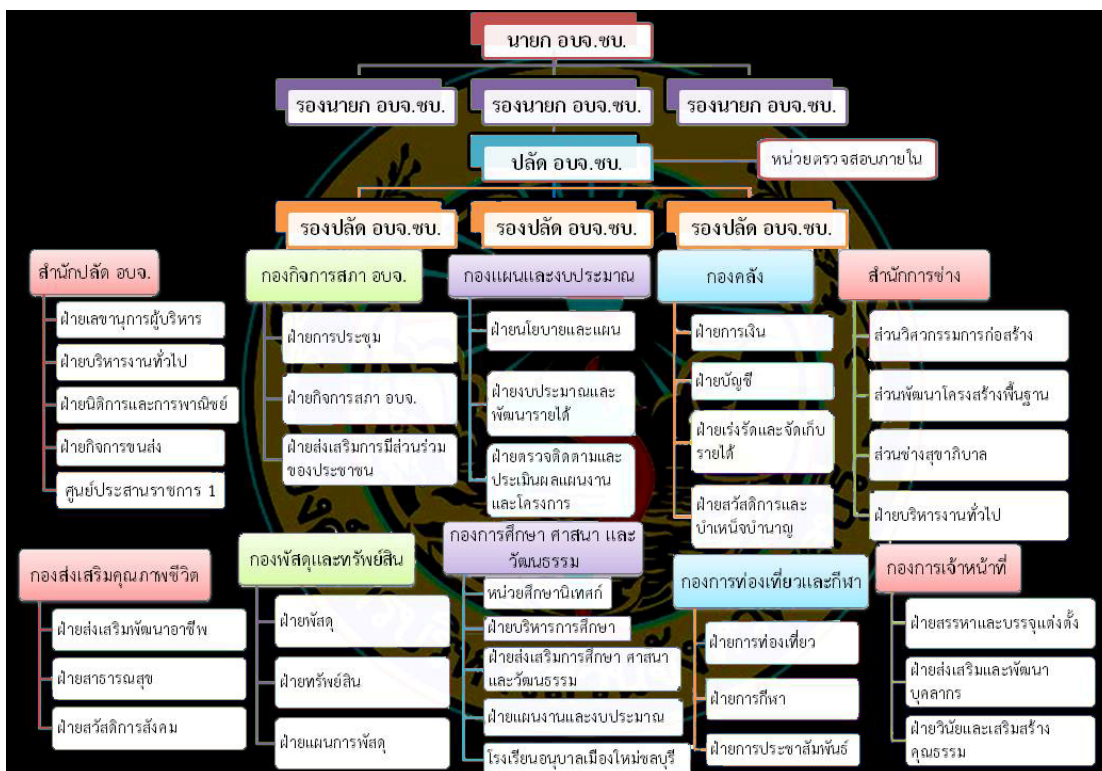 นายก อบจ.ชบ.
รองนายก อบจ.ชบ.
รองนายก อบจ.ชบ.
รองนายก อบจ.ชบ.
ปลัด อบจ.ชบ.
หน่วยตรวจสอบภายใน
รองปลัด อบจ.ชบ.
รองปลัด อบจ.ชบ.
รองปลัด อบจ.ชบ.
สำนักปลัด อบจ.
ฝ่ายเลขานุการผู้บริหาร
ฝ่ายบริหารงานทั่วไป
ฝ่ายนิติการและการพาณิชย์
ฝ่ายกิจการขนส่ง
ศูนย์ประสานราชการ 1
กองกิจการสภา อบจ.
ฝ่ายการประชุม
ฝ่ายกิจการสภา อบจ.
ฝ่ายส่งเสริมการมีส่วนร่วม
ของประชาชน
กองแผนและงบประมาณ
ฝ่ายนโยบายและแผน
ฝ่ายงบประมาณและ
พัฒนารายได้
ฝ่ายตรวจติดตามและ
ประเมินผลแผนงาน
และโครงการ
กองคลัง
ฝ่ายการเงิน
ฝ่ายบัญชี
ฝ่ายเร่งรัดและจัดเก็บ
รายได้
ฝ่ายสวัสดิการและ
บำเหน็จบำนาญ
สำนักการช่าง
ส่วนวิศวกรรมการก่อสร้าง
ส่วนพัฒนาโครงสร้างพื้นฐาน
ส่วนช่างสุขาภิบาล
ฝ่ายบริหารงานทั่วไป
กองส่งเสริมคุณภาพชีวิต
ฝ่ายส่งเสริมพัฒนาอาชีพ
ฝ่ายสาธารณสุข
ฝ่ายสวัสดิการสังคม
กองพัสดุและทรัพย์สิน
ฝ่ายพัสดุ
ฝ่ายทรัพย์สิน
ฝ่ายแผนการพัสดุ
กองการศึกษา ศาสนา และ
วัฒนธรรม
หน่วยศึกษานิเทศก์
ฝ่ายบริหารการศึกษา
ฝ่ายส่งเสริมการศึกษา ศาสนา
และวัฒนธรรม
ฝ่ายแผนงานและงบประมาณ
โรงเรียนอนุบาลเมืองใหม่ชลบุรี
กองการท่องเที่ยวและกีฬา
ฝ่ายการท่องเที่ยว
ฝ่ายการกีฬา
ฝ่ายการประชาสัมพันธ์
กองการเจ้าหน้าที่
ฝ่ายสรรหาและบรรจุแต่งตั้ง
ฝ่ายส่งเสริมและพัฒนา
บุคลากร
ฝ่ายวินัยและเสริมสร้าง
คุณธรรม